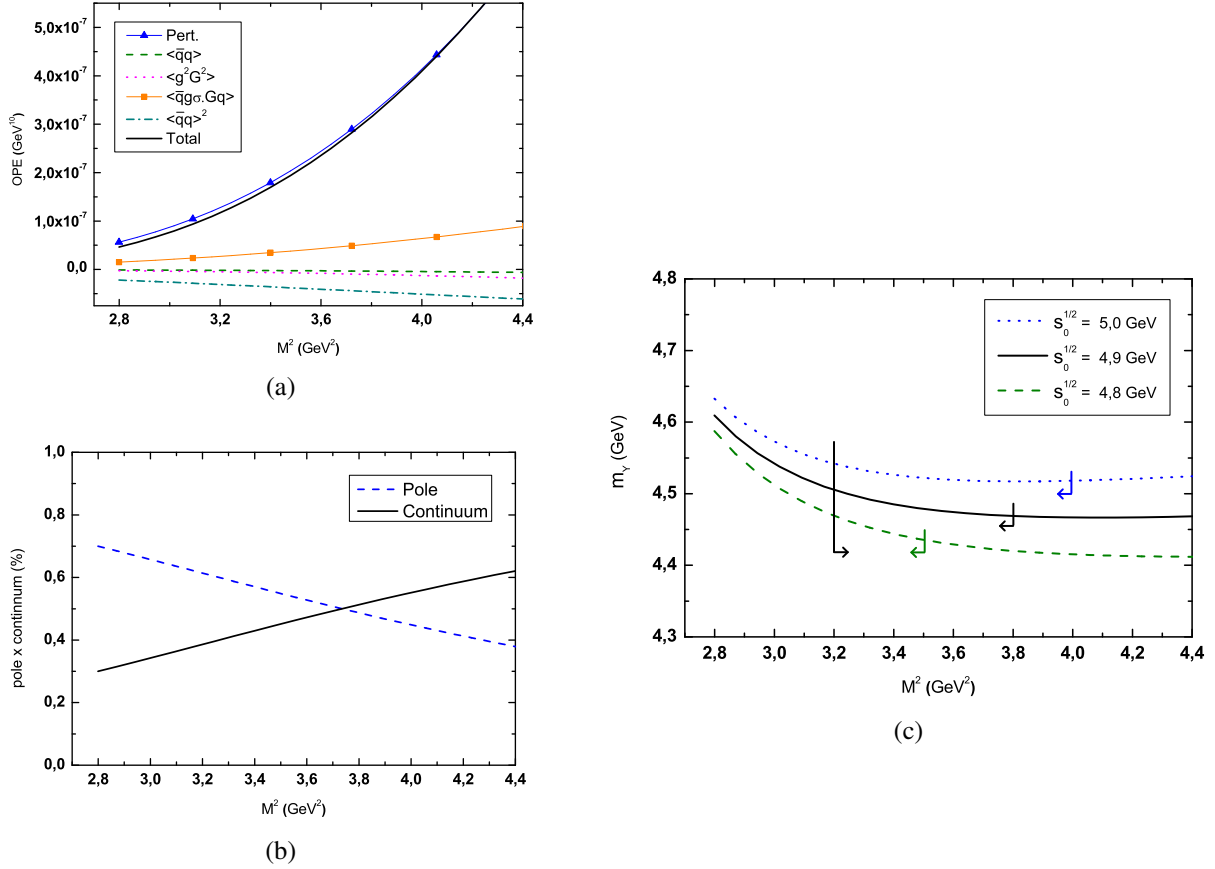 5,0x10⁻⁷
4,0x10⁻⁷
3,0x10⁻⁷
2,0x10⁻⁷
1,0x10⁻⁷
0,0
OPE (GeV¹⁰)
Pert.
<q̄q>
<g²G²>
<q̄gσ.Gq>
<q̄q>²
Total
2,8 3,2 3,6 4,0 4,4
M² (GeV²)
(a)
1,0
0,8
0,6
0,4
0,2
0,0
pole x continnum (%)
Pole
Continuum
2,8 3,0 3,2 3,4 3,6 3,8 4,0 4,2 4,4
M² (GeV²)
(b)
4,8
4,7
4,6
4,5
4,4
4,3
m_Y (GeV)
s₀^1/2 = 5,0 GeV
s₀^1/2 = 4,9 GeV
s₀^1/2 = 4,8 GeV
2,8 3,0 3,2 3,4 3,6 3,8 4,0 4,2 4,4
M² (GeV²)
(c)